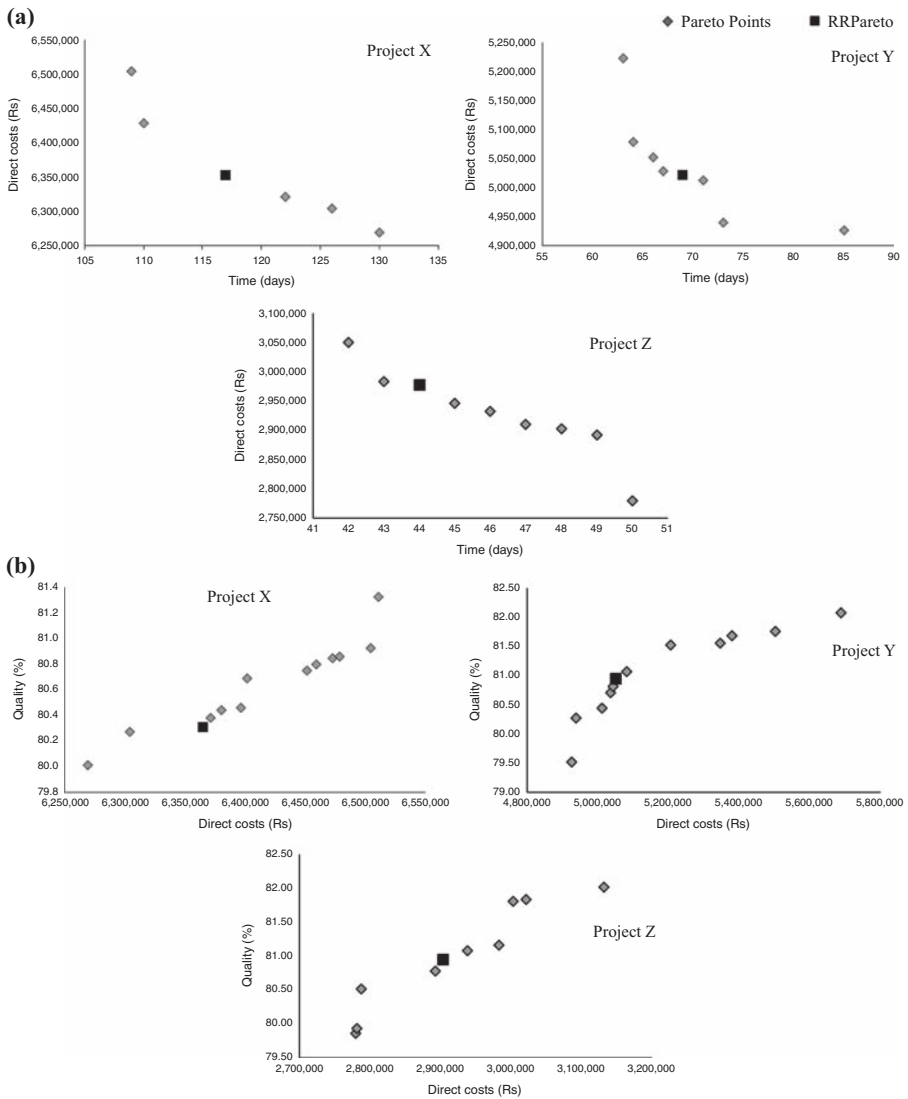 (a)
Pareto Points RRPareto
Project X
Direct costs (Rs)
6,550,000
6,500,000
6,450,000
6,400,000
6,350,000
6,300,000
6,250,000
105 110 115 120 125 130 135
Time (days)
Project Y
Direct costs (Rs)
5,250,000
5,200,000
5,150,000
5,100,000
5,050,000
5,000,000
4,950,000
4,900,000
55 60 65 70 75 80 85 90
Time (days)
Project Z
Direct costs (Rs)
3,100,000
3,050,000
3,000,000
2,950,000
2,900,000
2,850,000
2,800,000
2,750,000
41 42 43 44 45 46 47 48 49 50 51
Time (days)
(b)
Project X
Quality (%)
81.4
81.2
81.0
80.8
80.6
80.4
80.2
80.0
79.8
6,250,000 6,300,000 6,350,000 6,400,000 6,450,000 6,500,000 6,550,000
Direct costs (Rs)
Project Y
Quality (%)
82.50
82.00
81.50
81.00
80.50
80.00
79.50
79.00
4,800,000 5,000,000 5,200,000 5,400,000 5,600,000 5,800,000
Direct costs (Rs)
Project Z
Quality (%)
82.50
82.00
81.50
81.00
80.50
80.00
79.50
2,700,000 2,800,000 2,900,000 3,000,000 3,100,000 3,200,000
Direct costs (Rs)